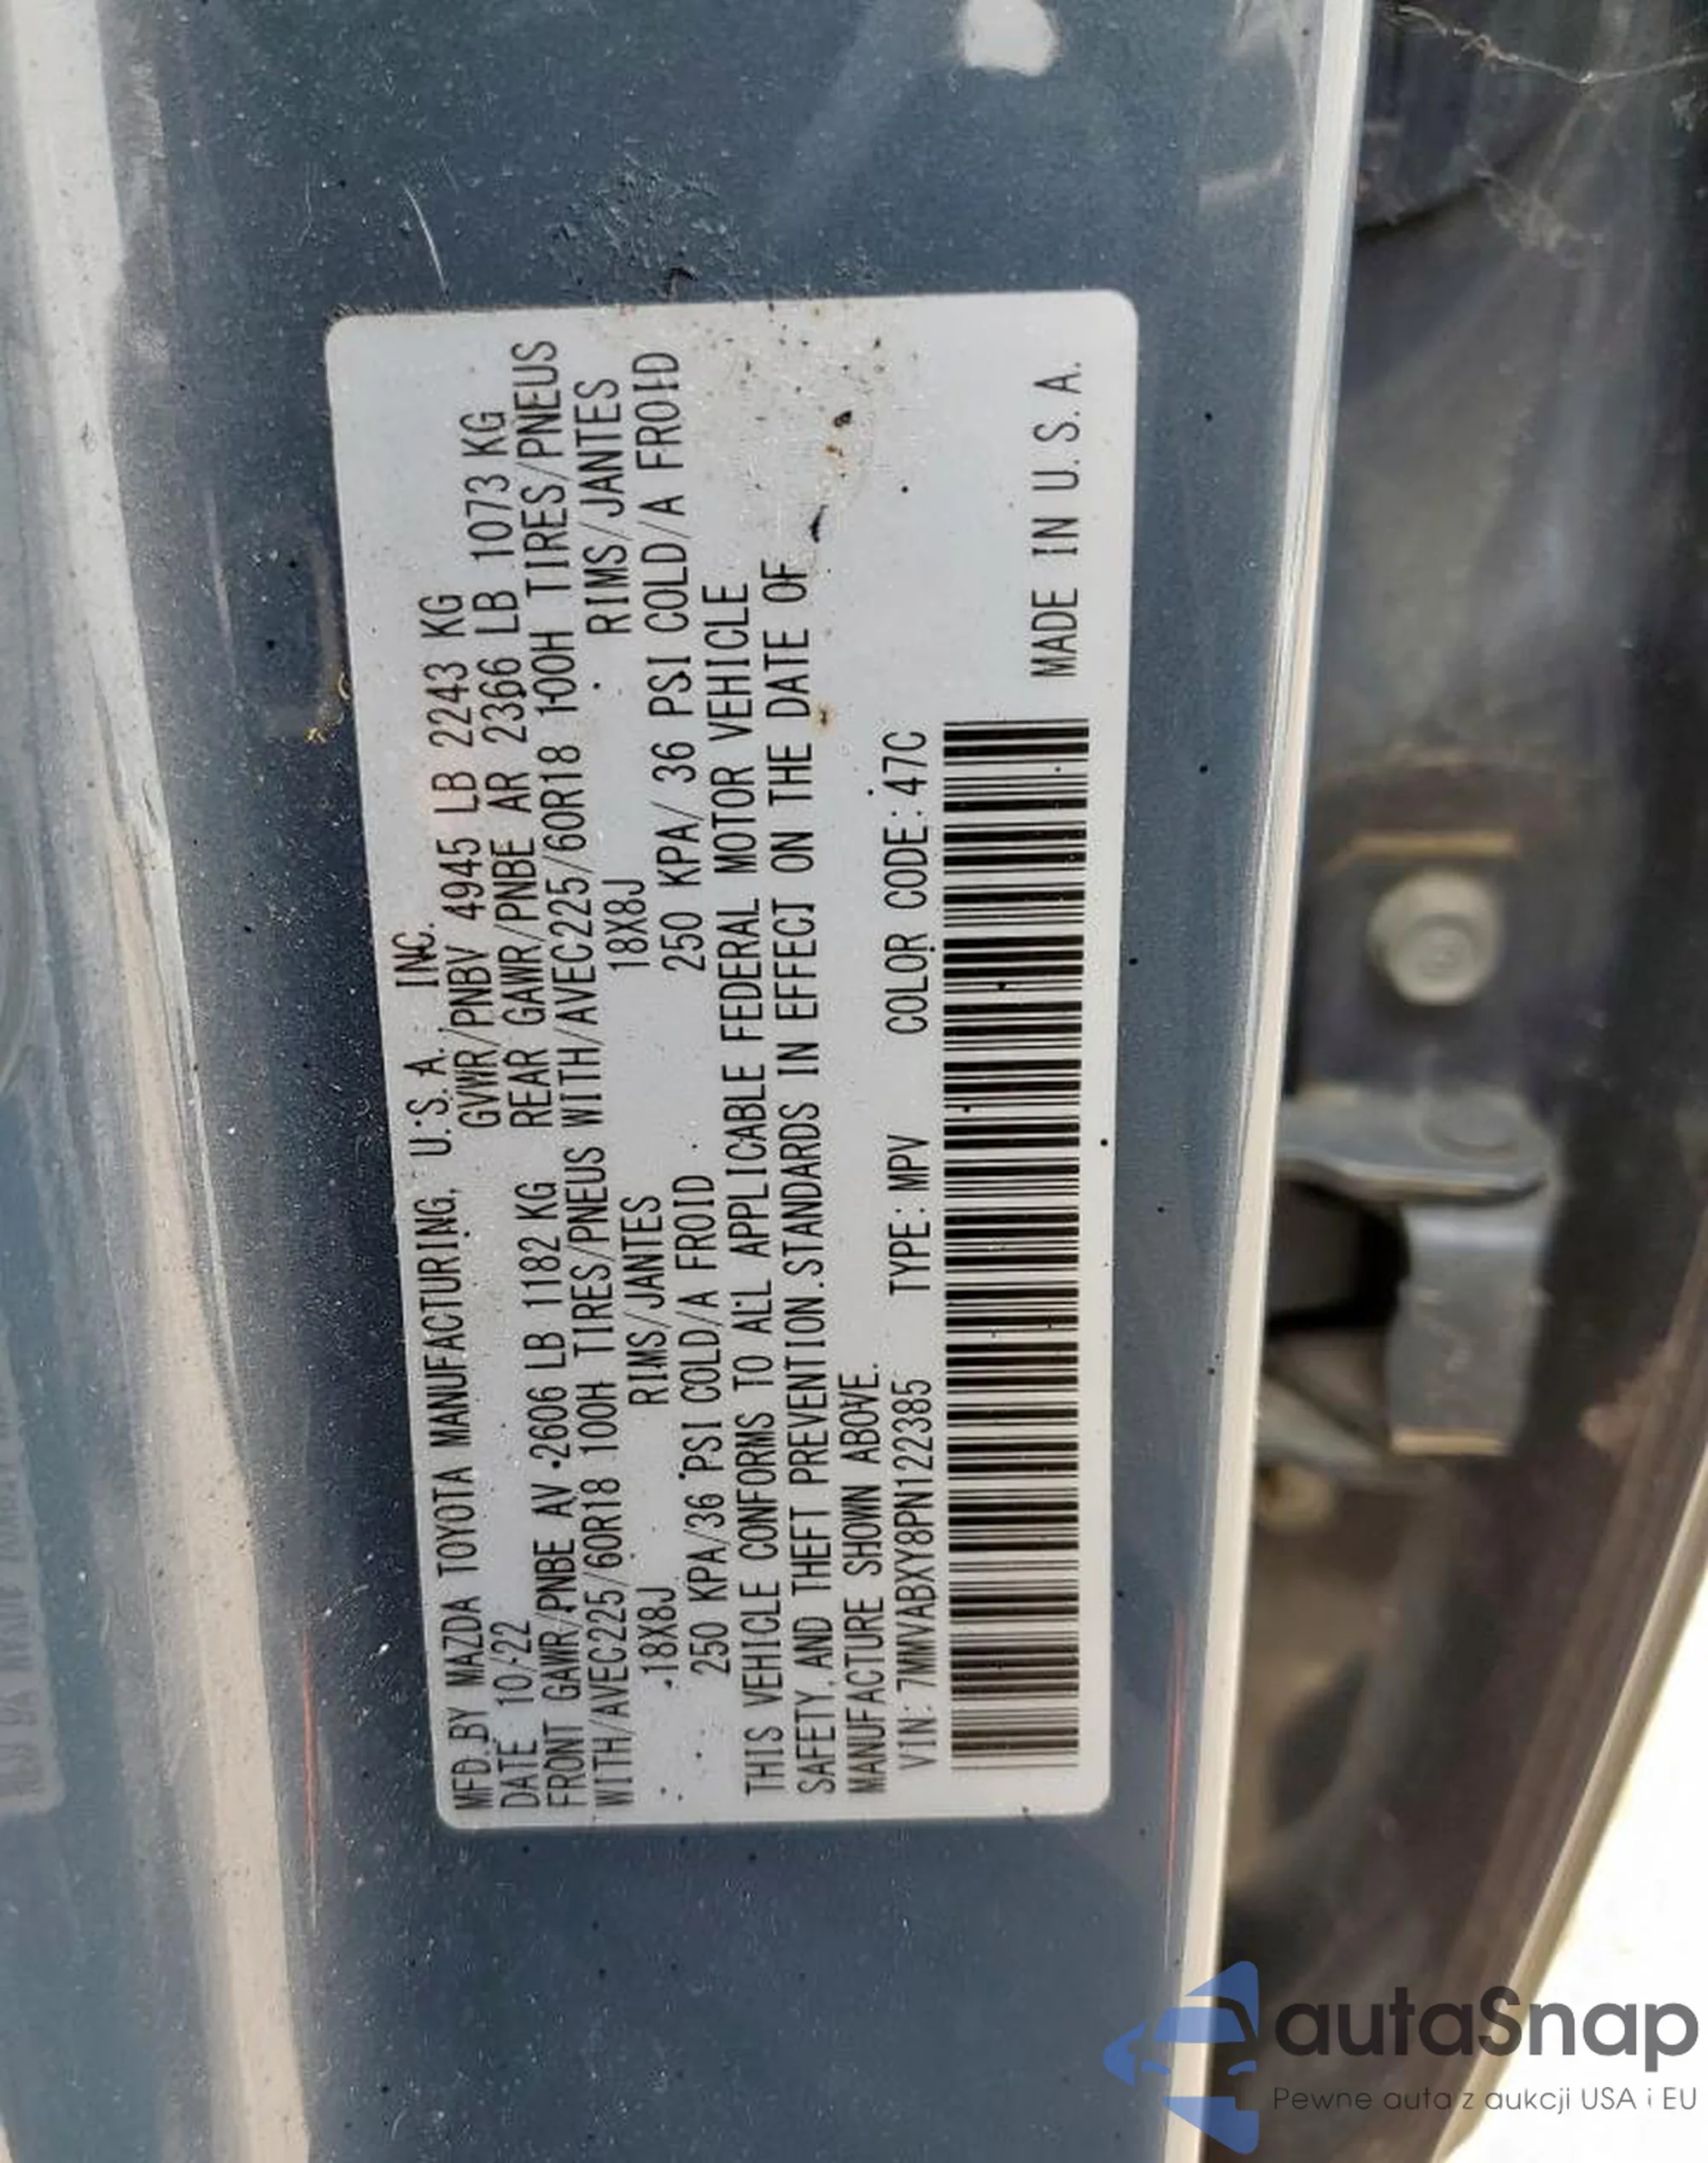 MFD.BY MAZDA TOYOTA MANUFACTURING, U.S.A. INC.
DATE 10/22 GVWR/PNBV 4945 LB 2243 KG
FRONT GAWR/PNBE AV 2606 LB 1182 KG REAR GAWR/PNBE AR 2366 LB 1073 KG
WITH/AVEC225/60R18 100H TIRES/PNEUS WITH/AVEC225/60R18 100H TIRES/PNEUS
18X8J RIMS/JANTES 18X8J RIMS/JANTES
250 KPA/36 PSI COLD/A FROID 250 KPA/ 36 PSI COLD/A FROID
THIS VEHICLE CONFORMS TO ALL APPLICABLE FEDERAL MOTOR VEHICLE
SAFETY, AND THEFT PREVENTION STANDARDS IN EFFECT ON THE DATE OF
MANUFACTURE SHOWN ABOVE.
VIN: 7MMVABXY8PN122385 TYPE: MPV COLOR CODE: 47C
MADE IN U.S.A.
autaSnap
Pewne auta z aukcji USA i EU